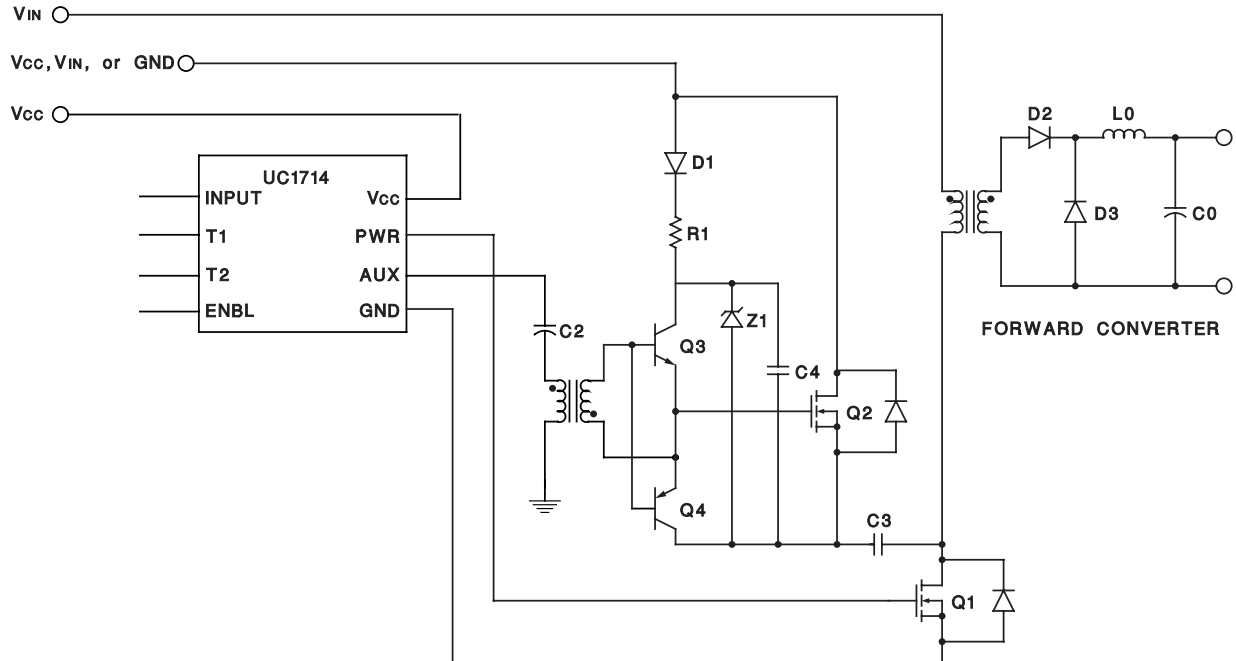 VIN
VCC, VIN, or GND
VCC
UC1714
INPUT
VCC
T1
PWR
T2
AUX
ENBL
GND
C2
D1
R1
Q3
Z1
C4
Q2
Q4
C3
Q1
D2
L0
D3
C0
FORWARD CONVERTER